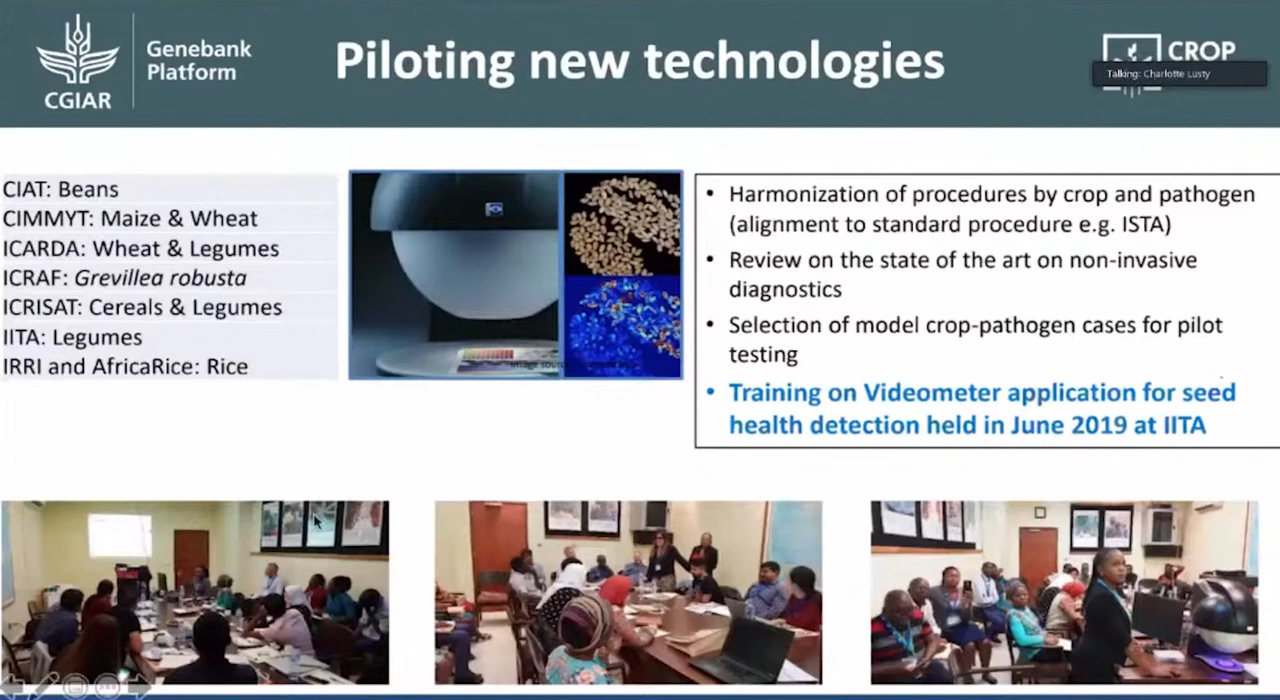 CGIAR
Genebank
Platform
Piloting new technologies
CROP
Talking: Charlotte Lusty
CIAT: Beans
CIMMYT: Maize & Wheat
ICARDA: Wheat & Legumes
ICRAF: Grevillea robusta
ICRISAT: Cereals & Legumes
IITA: Legumes
IRRI and AfricaRice: Rice
• Harmonization of procedures by crop and pathogen
(alignment to standard procedure e.g. ISTA)
• Review on the state of the art on non-invasive
diagnostics
• Selection of model crop-pathogen cases for pilot
testing
• Training on Videometer application for seed
health detection held in June 2019 at IITA